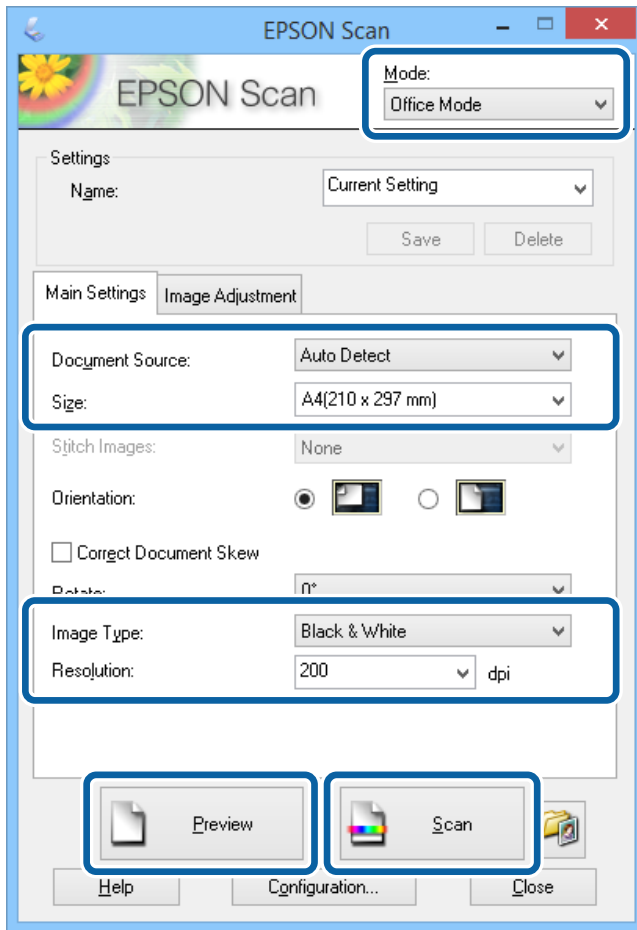 EPSON Scan
EPSON Scan
Mode:
Office Mode
Settings
Name: Current Setting
Save Delete
Main Settings Image Adjustment
Document Source: Auto Detect
Size: A4(210 x 297 mm)
Stitch Images: None
Orientation:
Correct Document Skew
Rotate: 0°
Image Type: Black & White
Resolution: 200 dpi
Preview Scan
Help Configuration... Close